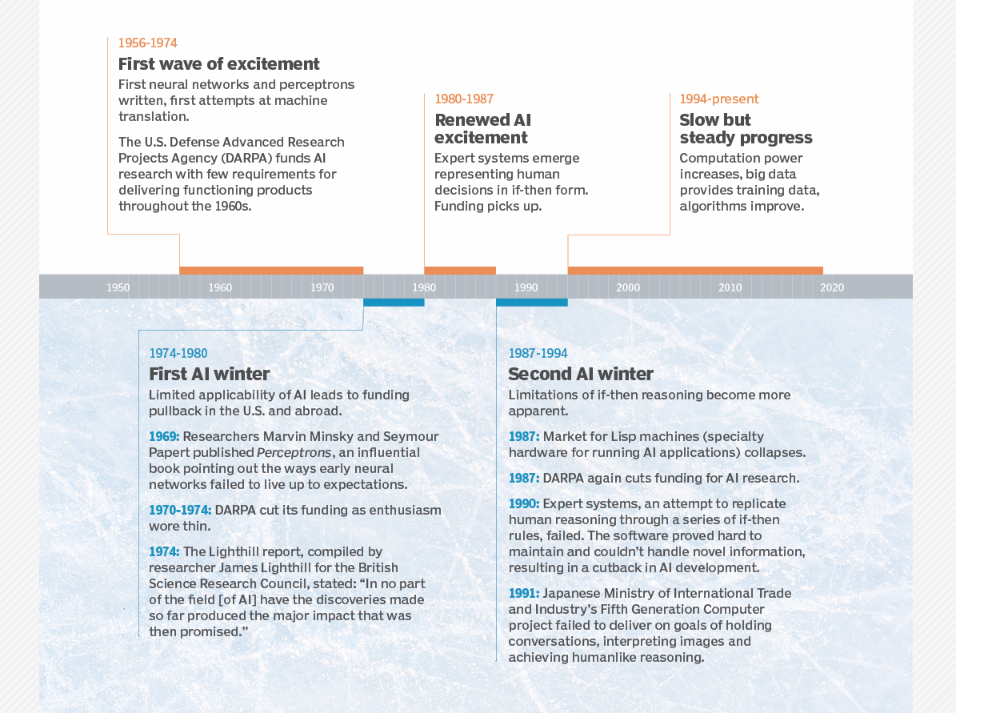 1956-1974
First wave of excitement
First neural networks and perceptrons
written, first attempts at machine
translation.
The U.S. Defense Advanced Research
Projects Agency (DARPA) funds AI
research with few requirements for
delivering functioning products
throughout the 1960s.
1980-1987
Renewed AI
excitement
Expert systems emerge
representing human
decisions in if-then form.
Funding picks up.
1994-present
Slow but
steady progress
Computation power
increases, big data
provides training data,
algorithms improve.
1950 1960 1970 1980 1990 2000 2010 2020
1974-1980
First AI winter
Limited applicability of AI leads to funding
pullback in the U.S. and abroad.
1969: Researchers Marvin Minsky and Seymour
Papert published Perceptrons, an influential
book pointing out the ways early neural
networks failed to live up to expectations.
1970-1974: DARPA cut its funding as enthusiasm
wore thin.
1974: The Lighthill report, compiled by
researcher James Lighthill for the British
Science Research Council, stated: “In no part
of the field [of AI] have the discoveries made
so far produced the major impact that was
then promised.”
1987-1994
Second AI winter
Limitations of if-then reasoning become more
apparent.
1987: Market for Lisp machines (specialty
hardware for running AI applications) collapses.
1987: DARPA again cuts funding for AI research.
1990: Expert systems, an attempt to replicate
human reasoning through a series of if-then
rules, failed. The software proved hard to
maintain and couldn’t handle novel information,
resulting in a cutback in AI development.
1991: Japanese Ministry of International Trade
and Industry’s Fifth Generation Computer
project failed to deliver on goals of holding
conversations, interpreting images and
achieving humanlike reasoning.